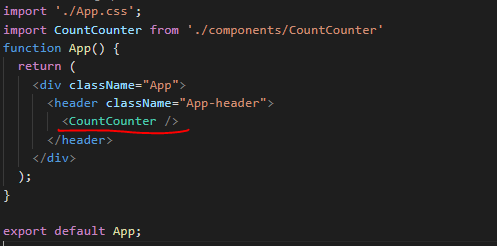 import './App.css';
import CountCounter from './components/CountCounter'
function App() {
  return (
    <div className="App">
      <header className="App-header">
        <CountCounter />
      </header>
    </div>
  );
}

export default App;